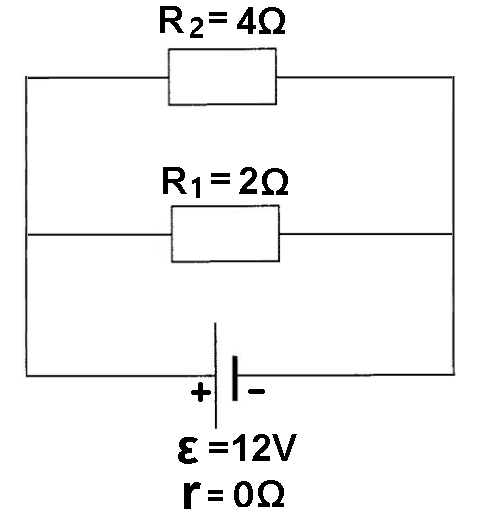 R₂= 4Ω
R₁= 2Ω
+ −
ε =12V
r = 0Ω